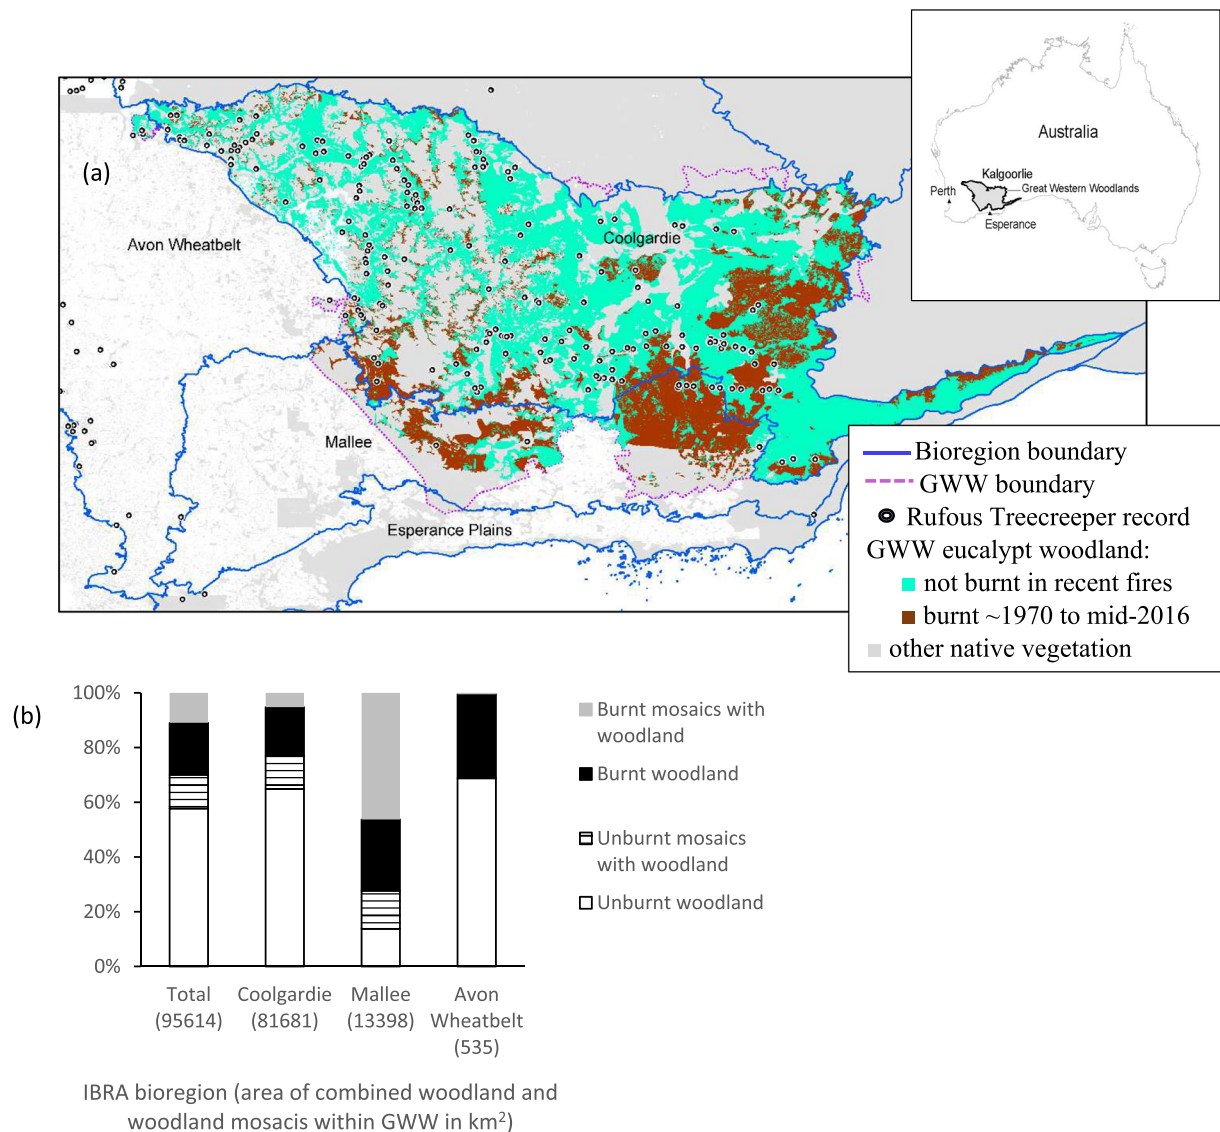 Australia
Kalgoorlie
Perth
Great Western Woodlands
Esperance
(a)
Avon Wheatbelt
Coolgardie
Mallee
Esperance Plains
Bioregion boundary
GWW boundary
Rufous Treecreeper record
GWW eucalypt woodland:
not burnt in recent fires
burnt ~1970 to mid-2016
other native vegetation
(b)
100%
80%
60%
40%
20%
0%
Burnt mosaics with
woodland
Burnt woodland
Unburnt mosaics
with woodland
Unburnt woodland
Total
(95614)
Coolgardie
(81681)
Mallee
(13398)
Avon
Wheatbelt
(535)
IBRA bioregion (area of combined woodland and
woodland mosacis within GWW in km²)